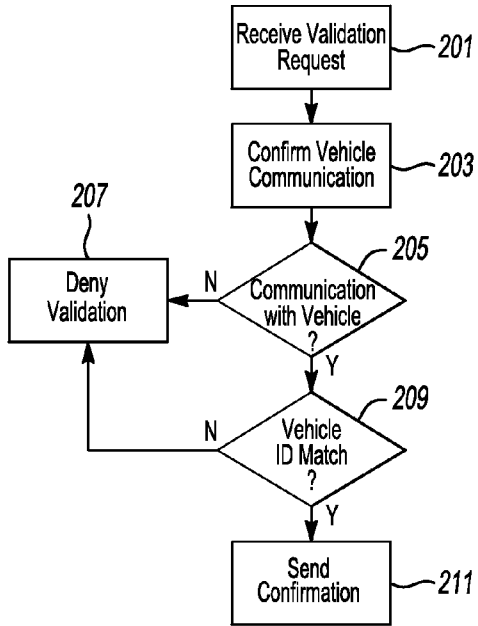 Receive Validation
Request
201
Confirm Vehicle
Communication
203
207
Deny
Validation
N
Communication
with Vehicle
?
205
Y
N
Vehicle
ID Match
?
209
Y
Send
Confirmation
211